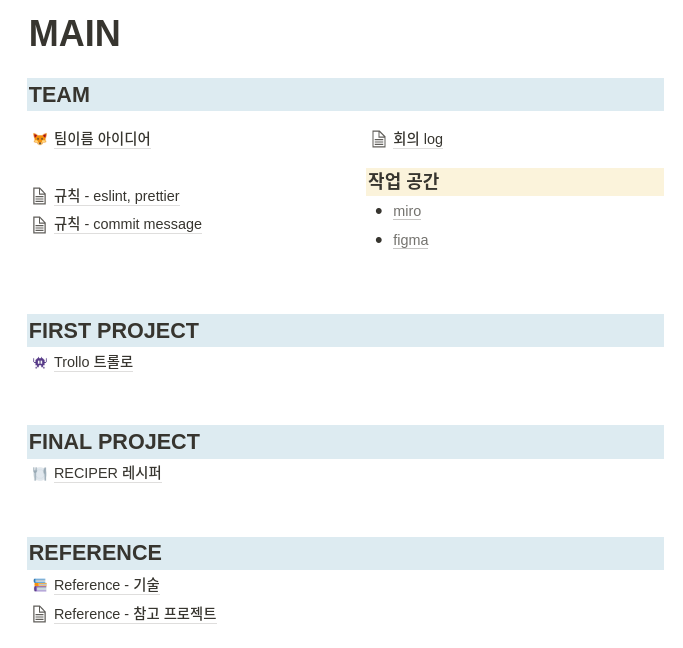 MAIN
TEAM
팀이름 아이디어
규칙 - eslint, prettier
규칙 - commit message
회의 log
작업 공간
miro
figma
FIRST PROJECT
Trollo 트롤로
FINAL PROJECT
RECIPER 레시퍼
REFERENCE
Reference - 기술
Reference - 참고 프로젝트